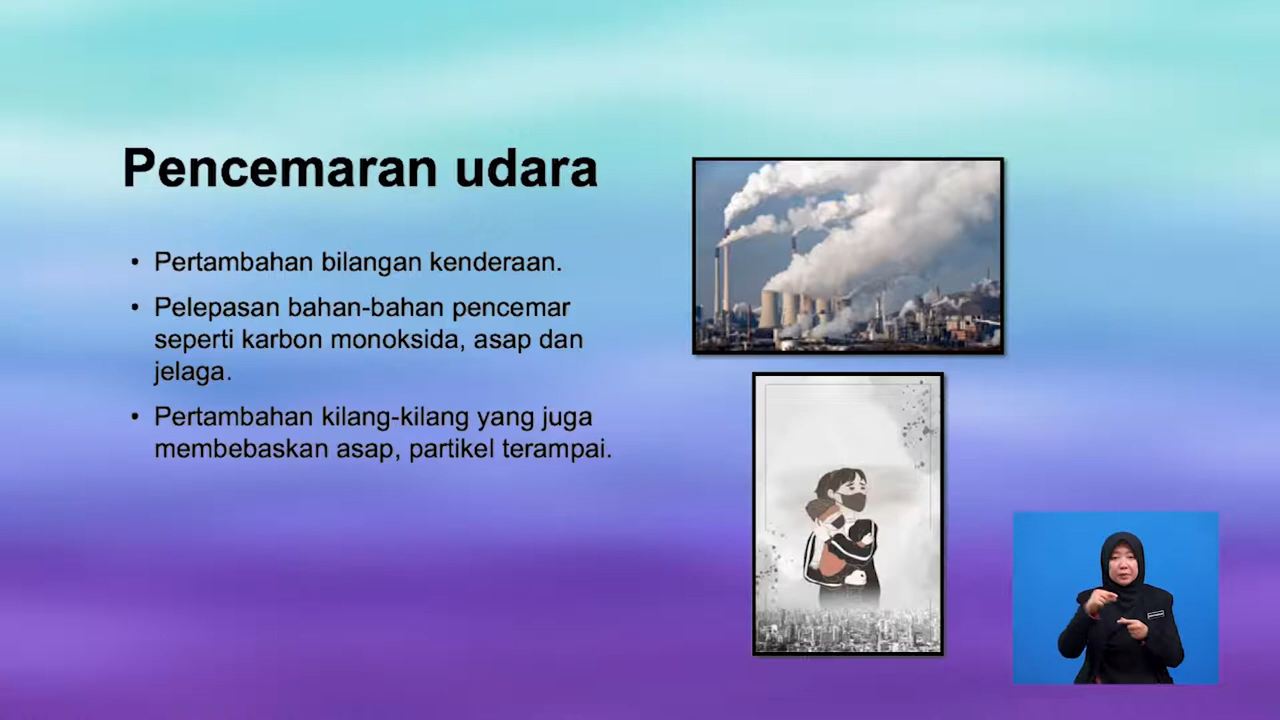 Pencemaran udara
• Pertambahan bilangan kenderaan.
• Pelepasan bahan-bahan pencemar
seperti karbon monoksida, asap dan
jelaga.
• Pertambahan kilang-kilang yang juga
membebaskan asap, partikel terampai.